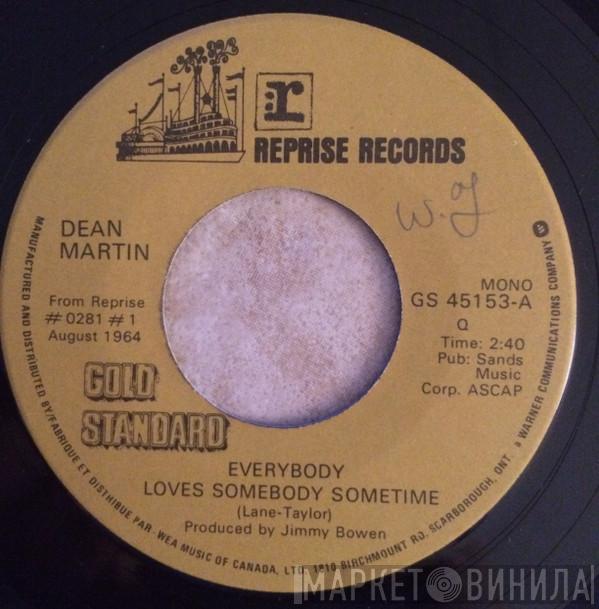 r:
REPRISE RECORDS
DEAN
MARTIN
From Reprise
#0281 #1
August 1964
GOLD
STANDARD
MONO
GS 45153-A
Q
Time: 2:40
Pub: Sands
Music
Corp. ASCAP
EVERYBODY
LOVES SOMEBODY SOMETIME
(Lane-Taylor)
Produced by Jimmy Bowen
MANUFACTURED AND DISTRIBUTED BY/FABRIQUE ET DISTRIBUE PAR-WEA MUSIC OF CANADA, LTD. 1810 BIRCHMOUNT RD, SCARBOROUGH, ONT. a WARNER COMMUNICATIONS COMPANY
МАРКЕТ ВИНИЛА